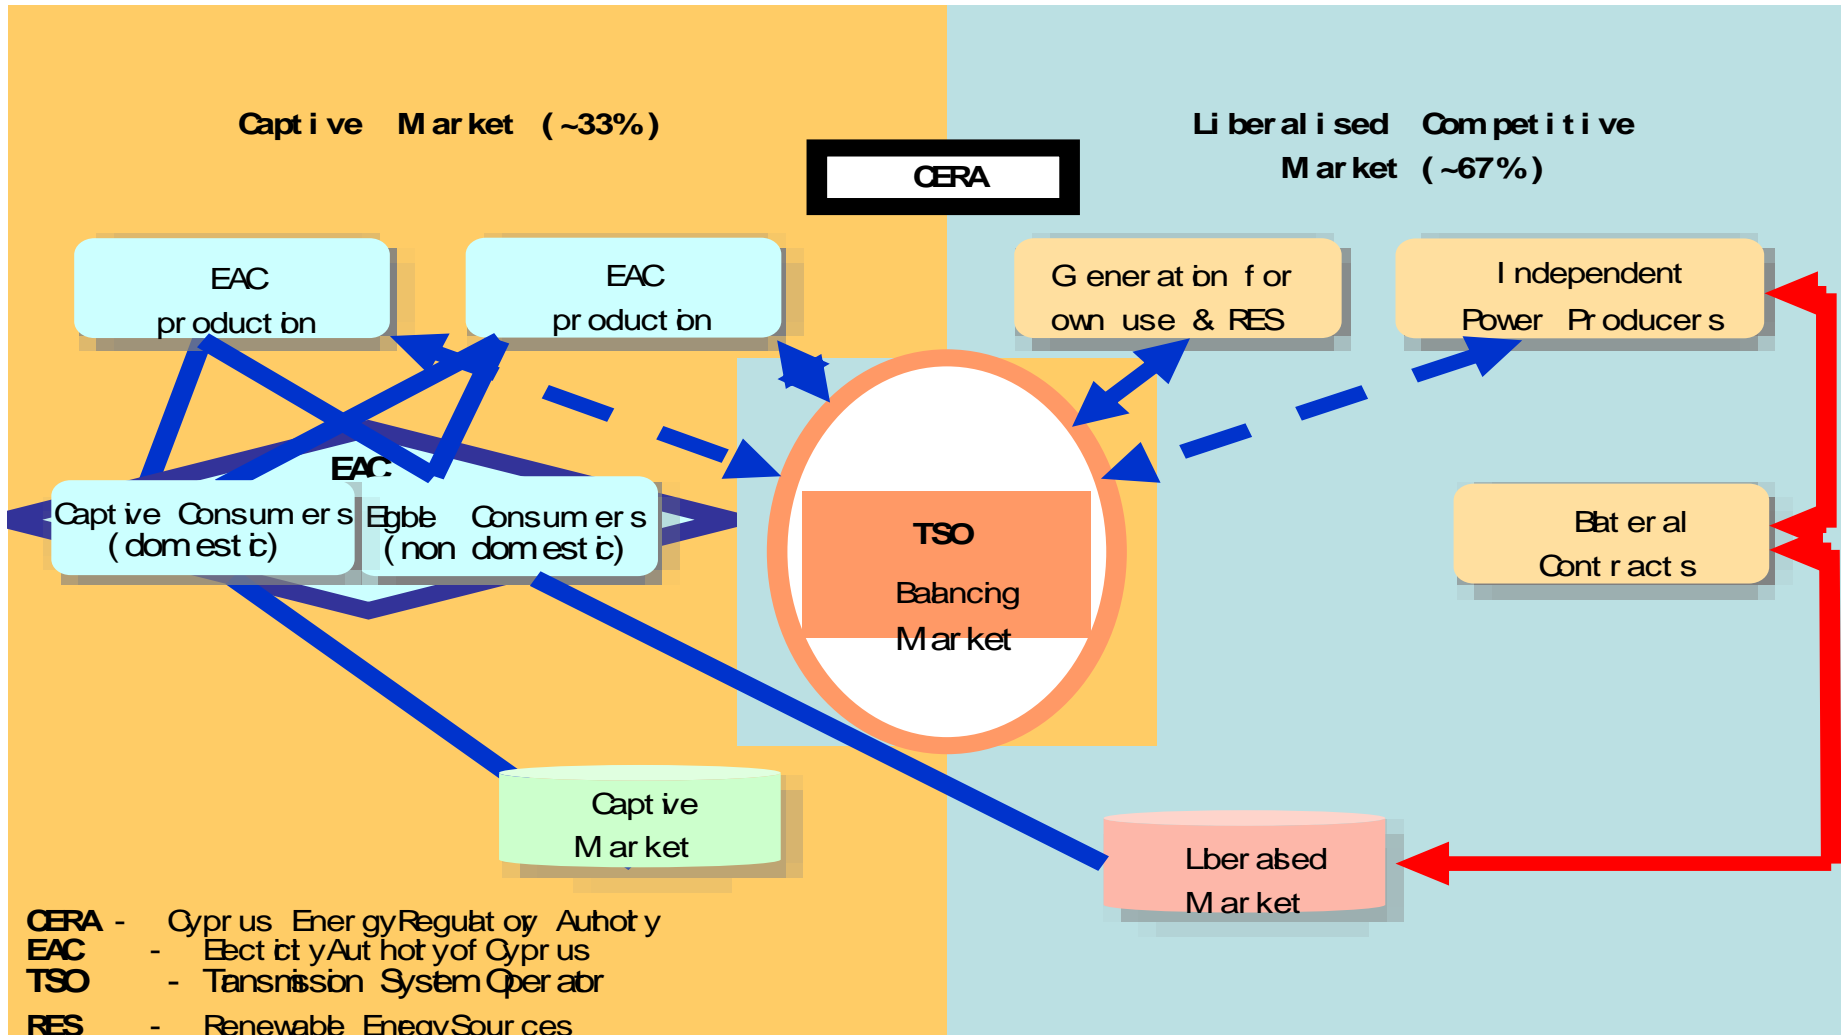 Captive Market (~33%)
Liberalised Competitive
Market (~67%)
CERA
EAC
production
EAC
production
Generation for
own use & RES
Independent
Power Producers
EAC
Captive Consumers
(domestic)
Eligible Consumers
(non domestic)
TSO
Balancing
Market
Bilateral
Contracts
Captive
Market
Liberalised
Market
CERA - Cyprus Energy Regulatory Authority
EAC - Electricity Authority of Cyprus
TSO - Transmission System Operator
RES - Renewable Energy Sources